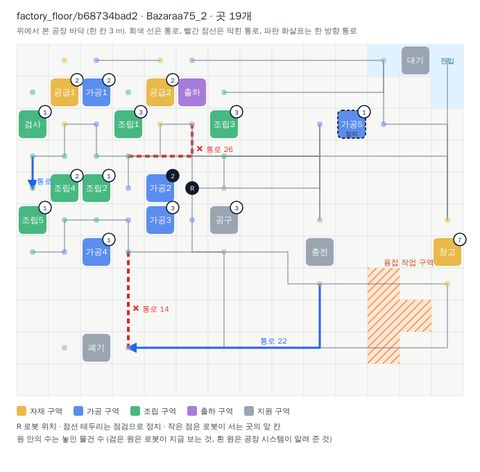 factory_floor/b68734bad2 · Bazaraa75_2 · 곳 19개
위에서 본 공장 바닥 (한 칸 3 m). 회색 선은 통로, 빨간 점선은 막힌 통로, 파란 화살표는 한 방향 통로
대기
진입
2 2 2
공급1 가공1 공급2 출하
1 1 3 1
검사 조립1 조립3 가공5
정지
✕ 통로 26
통로
2 1 2
조립4 조립2 가공2 R
1 3 3
조립5 가공3 공구
1 7
가공4 충전 창고
용접 작업 구역
✕ 통로 14
통로 22
폐기
자재 구역 가공 구역 조립 구역 출하 구역 지원 구역
R 로봇 위치 · 점선 테두리는 점검으로 정지 · 작은 점은 로봇이 서는 곳의 앞 칸
원 안의 수는 놓인 물건 수 (검은 원은 로봇이 지금 보는 것, 흰 원은 공장 시스템이 알려 준 것)